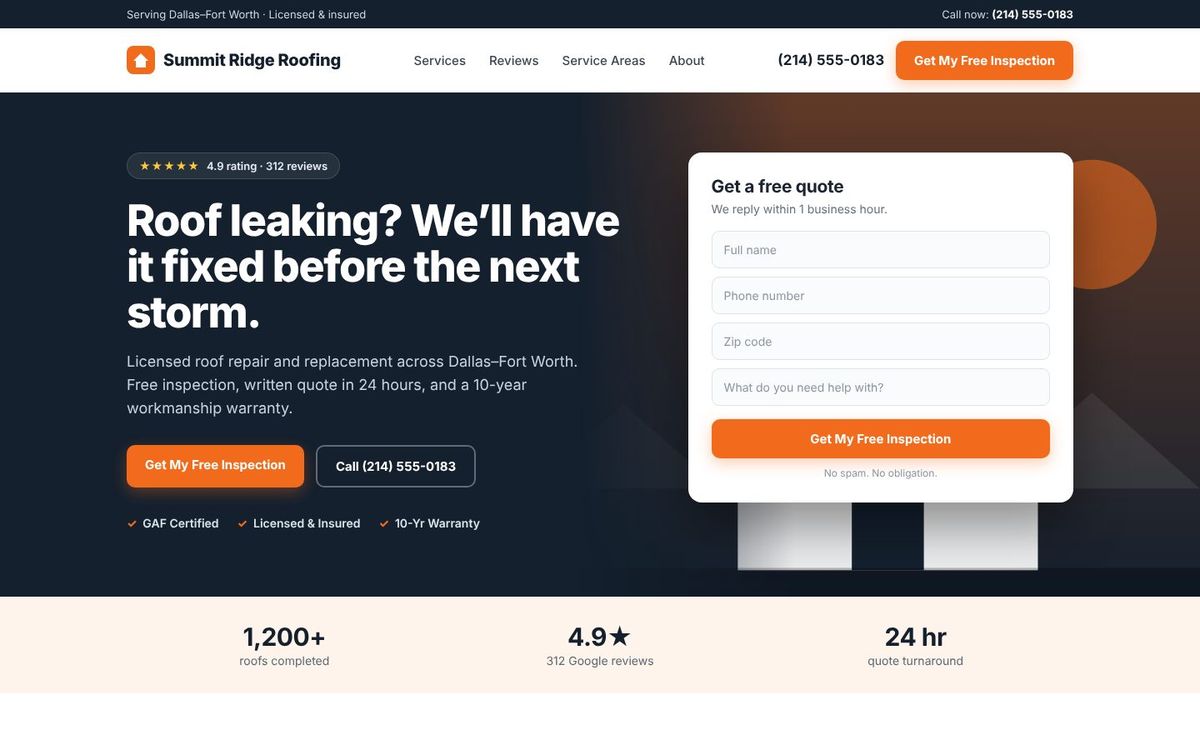 Serving Dallas–Fort Worth · Licensed & insured
Call now: (214) 555-0183
Summit Ridge Roofing
Services
Reviews
Service Areas
About
(214) 555-0183
Get My Free Inspection
★★★★★ 4.9 rating · 312 reviews
Roof leaking? We’ll have
it fixed before the next
storm.
Licensed roof repair and replacement across Dallas–Fort Worth.
Free inspection, written quote in 24 hours, and a 10-year
workmanship warranty.
Get My Free Inspection
Call (214) 555-0183
✓ GAF Certified
✓ Licensed & Insured
✓ 10-Yr Warranty
Get a free quote
We reply within 1 business hour.
Full name
Phone number
Zip code
What do you need help with?
Get My Free Inspection
No spam. No obligation.
1,200+
roofs completed
4.9★
312 Google reviews
24 hr
quote turnaround